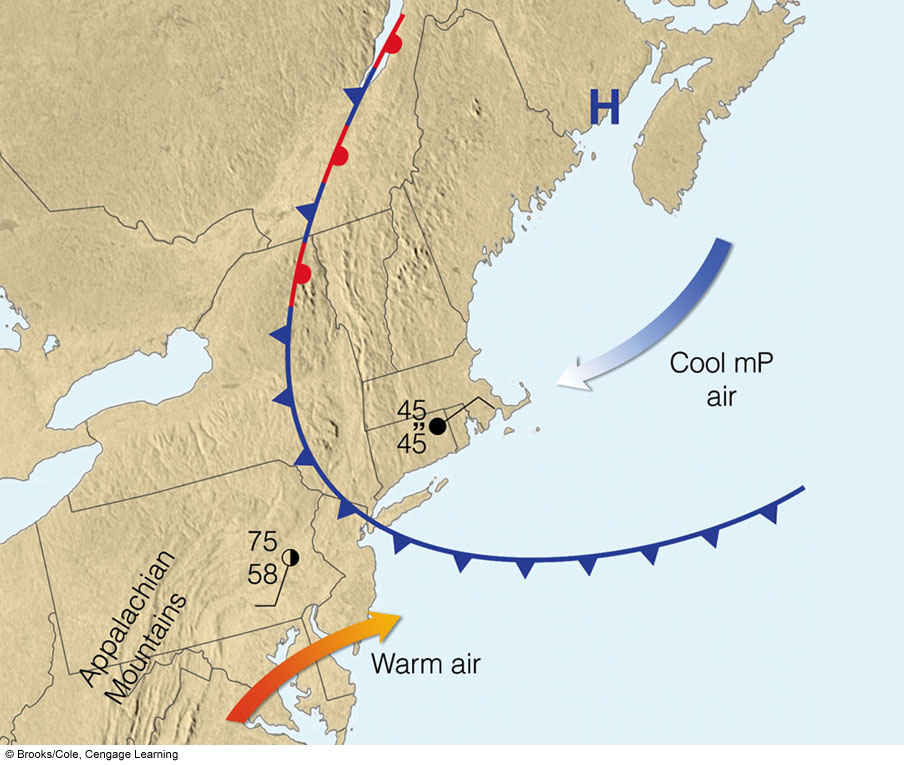 H
Cool mP
air
45
”
45
75
58
Appalachian
Mountains
Warm air
© Brooks/Cole, Cengage Learning